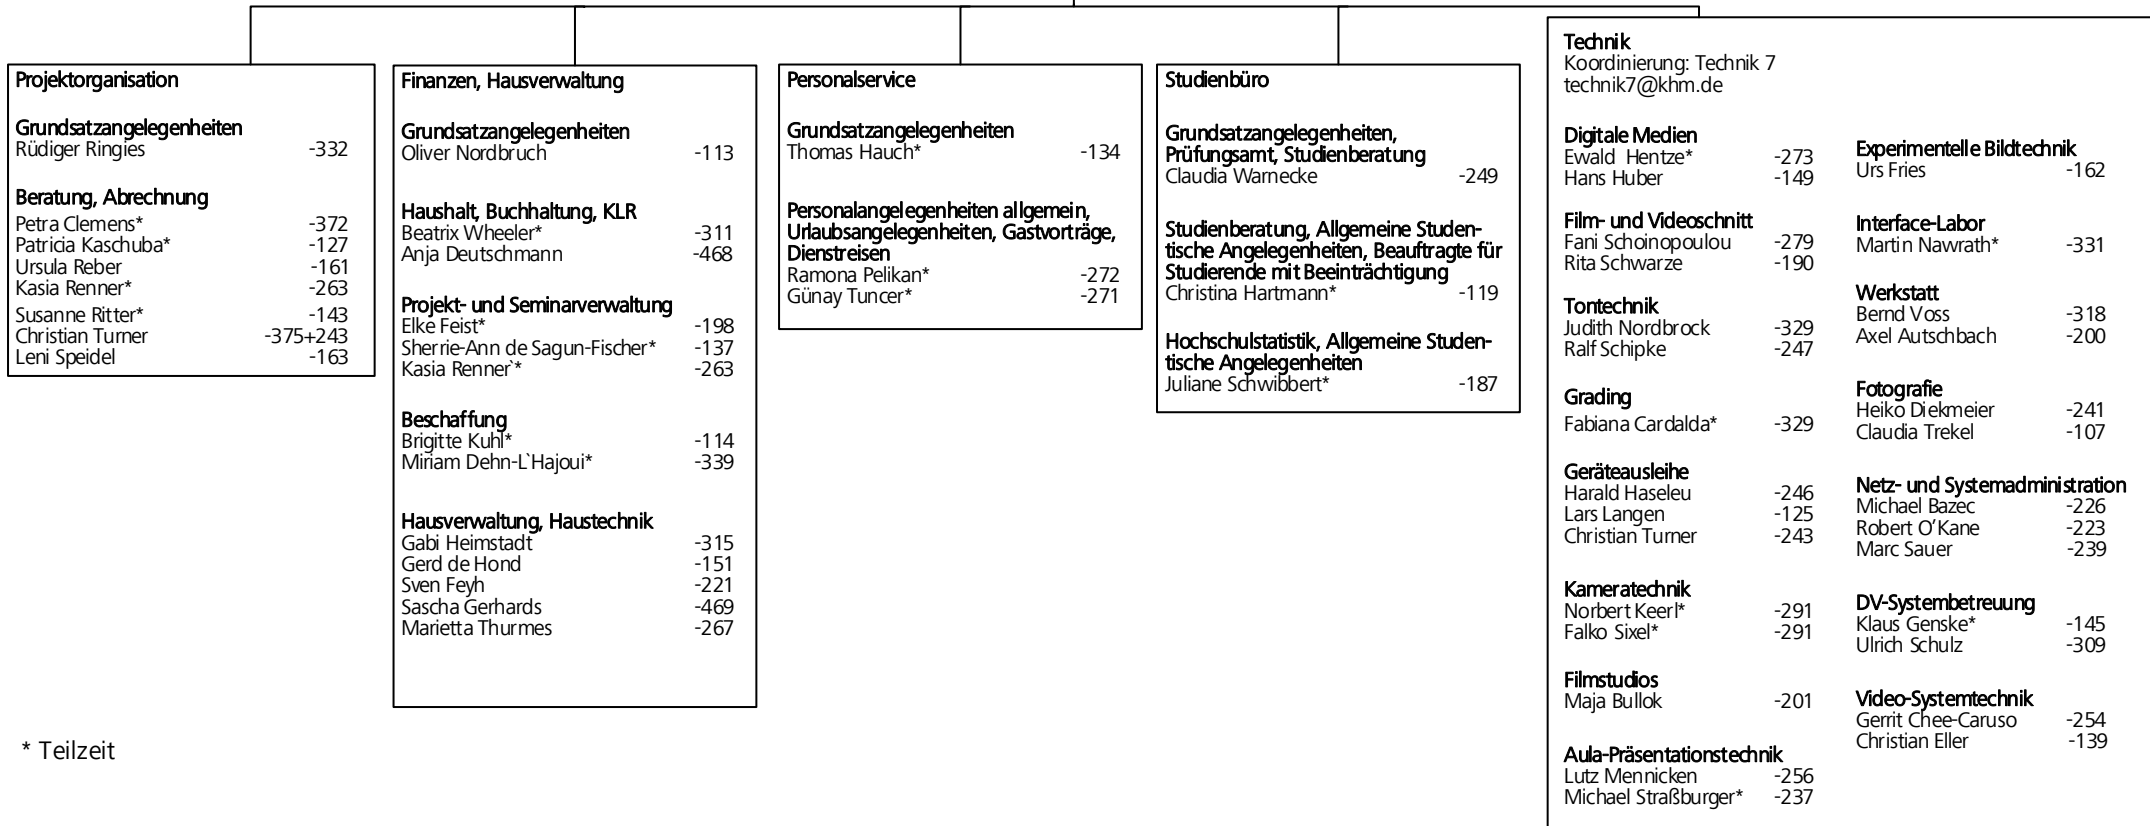 Projektorganisation
Grundsatzangelegenheiten
Rüdiger Ringies -332
Beratung, Abrechnung
Petra Clemens* -372
Patricia Kaschuba* -127
Ursula Reber -161
Kasia Renner* -263
Susanne Ritter* -143
Christian Turner -375+243
Leni Speidel -163
* Teilzeit
Finanzen, Hausverwaltung
Grundsatzangelegenheiten
Oliver Nordbruch -113
Haushalt, Buchhaltung, KLR
Beatrix Wheeler* -311
Anja Deutschmann -468
Projekt- und Seminarverwaltung
Elke Feist* -198
Sherrie-Ann de Sagun-Fischer* -137
Kasia Renner`* -263
Beschaffung
Brigitte Kuhl* -114
Miriam Dehn-L`Hajoui* -339
Hausverwaltung, Haustechnik
Gabi Heimstadt -315
Gerd de Hond -151
Sven Feyh -221
Sascha Gerhards -469
Marietta Thurmes -267
Personalservice
Grundsatzangelegenheiten
Thomas Hauch* -134
Personalangelegenheiten allgemein,
Urlaubsangelegenheiten, Gastvorträge,
Dienstreisen
Ramona Pelikan* -272
Günay Tuncer* -271
Studienbüro
Grundsatzangelegenheiten,
Prüfungsamt, Studienberatung
Claudia Warnecke -249
Studienberatung, Allgemeine Studen-
tische Angelegenheiten, Beauftragte für
Studierende mit Beeinträchtigung
Christina Hartmann* -119
Hochschulstatistik, Allgemeine Studen-
tische Angelegenheiten
Juliane Schwibbert* -187
Technik
Koordinierung: Technik 7
technik7@khm.de
Digitale Medien
Ewald Hentze* -273
Hans Huber -149
Film- und Videoschnitt
Fani Schoinopoulou -279
Rita Schwarze -190
Tontechnik
Judith Nordbrock -329
Ralf Schipke -247
Grading
Fabiana Cardalda* -329
Geräteausleihe
Harald Haseleu -246
Lars Langen -125
Christian Turner -243
Kameratechnik
Norbert Keerl* -291
Falko Sixel* -291
Filmstudios
Maja Bullok -201
Aula-Präsentationstechnik
Lutz Mennicken -256
Michael Straßburger* -237
Experimentelle Bildtechnik
Urs Fries -162
Interface-Labor
Martin Nawrath* -331
Werkstatt
Bernd Voss -318
Axel Autschbach -200
Fotografie
Heiko Diekmeier -241
Claudia Trekel -107
Netz- und Systemadministration
Michael Bazec -226
Robert O’Kane -223
Marc Sauer -239
DV-Systembetreuung
Klaus Genske* -145
Ulrich Schulz -309
Video-Systemtechnik
Gerrit Chee-Caruso -254
Christian Eller -139